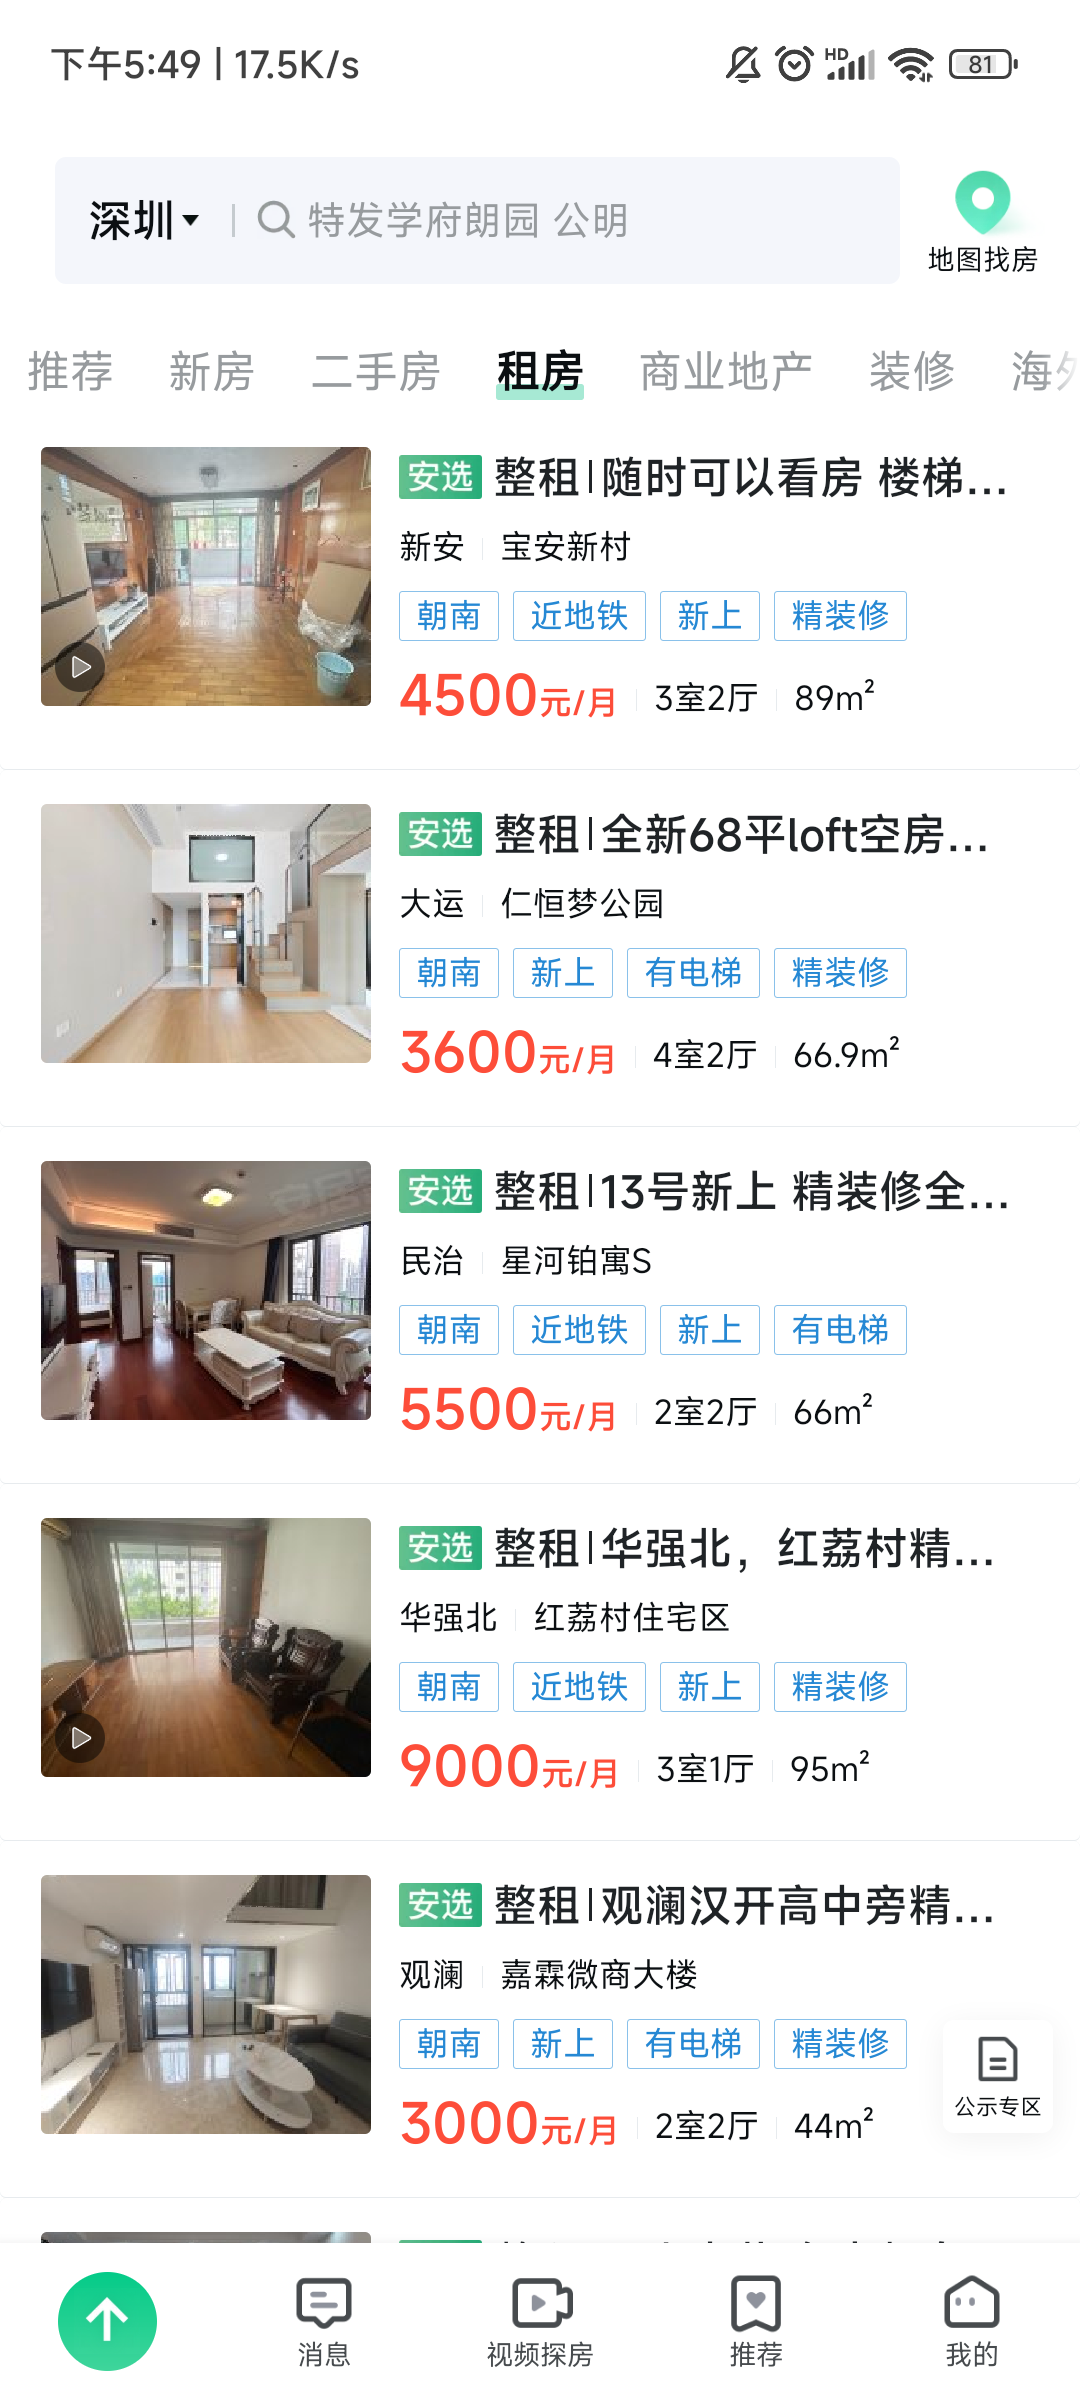 下午5:49 | 17.5K/s
HD
81
深圳
特发学府朗园 公明
地图找房
推荐 新房 二手房 租房 商业地产 装修 海外
安选 整租|随时可以看房 楼梯...
新安 宝安新村
朝南 近地铁 新上 精装修
4500元/月 3室2厅 89m²
安选 整租|全新68平loft空房...
大运 仁恒梦公园
朝南 新上 有电梯 精装修
3600元/月 4室2厅 66.9m²
安选 整租|13号新上 精装修全...
民治 星河铂寓S
朝南 近地铁 新上 有电梯
5500元/月 2室2厅 66m²
安选 整租|华强北，红荔村精...
华强北 红荔村住宅区
朝南 近地铁 新上 精装修
9000元/月 3室1厅 95m²
安选 整租|观澜汉开高中旁精...
观澜 嘉霖微商大楼
朝南 新上 有电梯 精装修
3000元/月 2室2厅 44m²
公示专区
消息 视频探房 推荐 我的